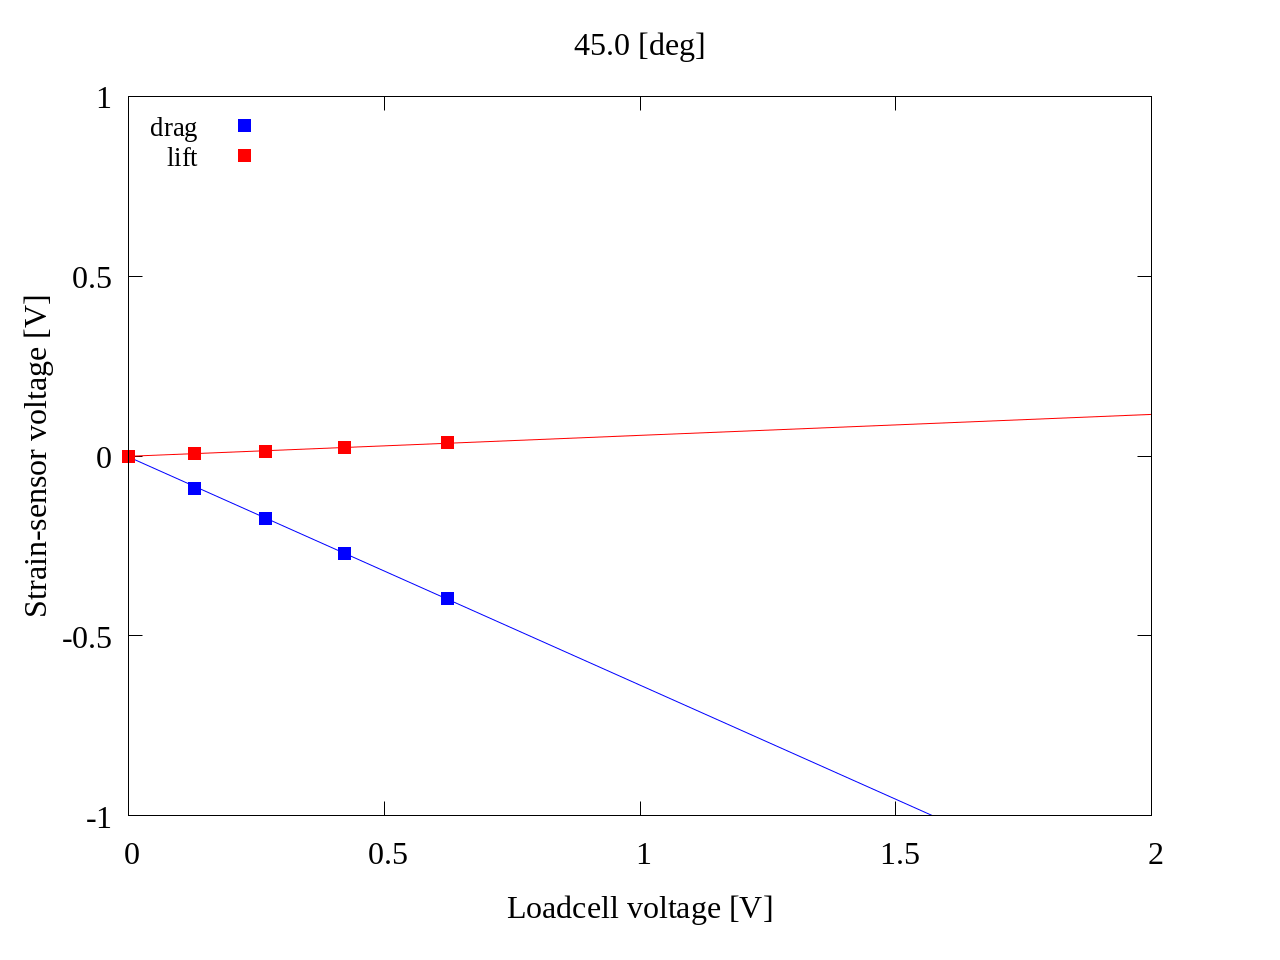 45.0 [deg]
1
drag
lift
0.5
0
-0.5
-1
Strain-sensor voltage [V]
0 0.5 1 1.5 2
Loadcell voltage [V]